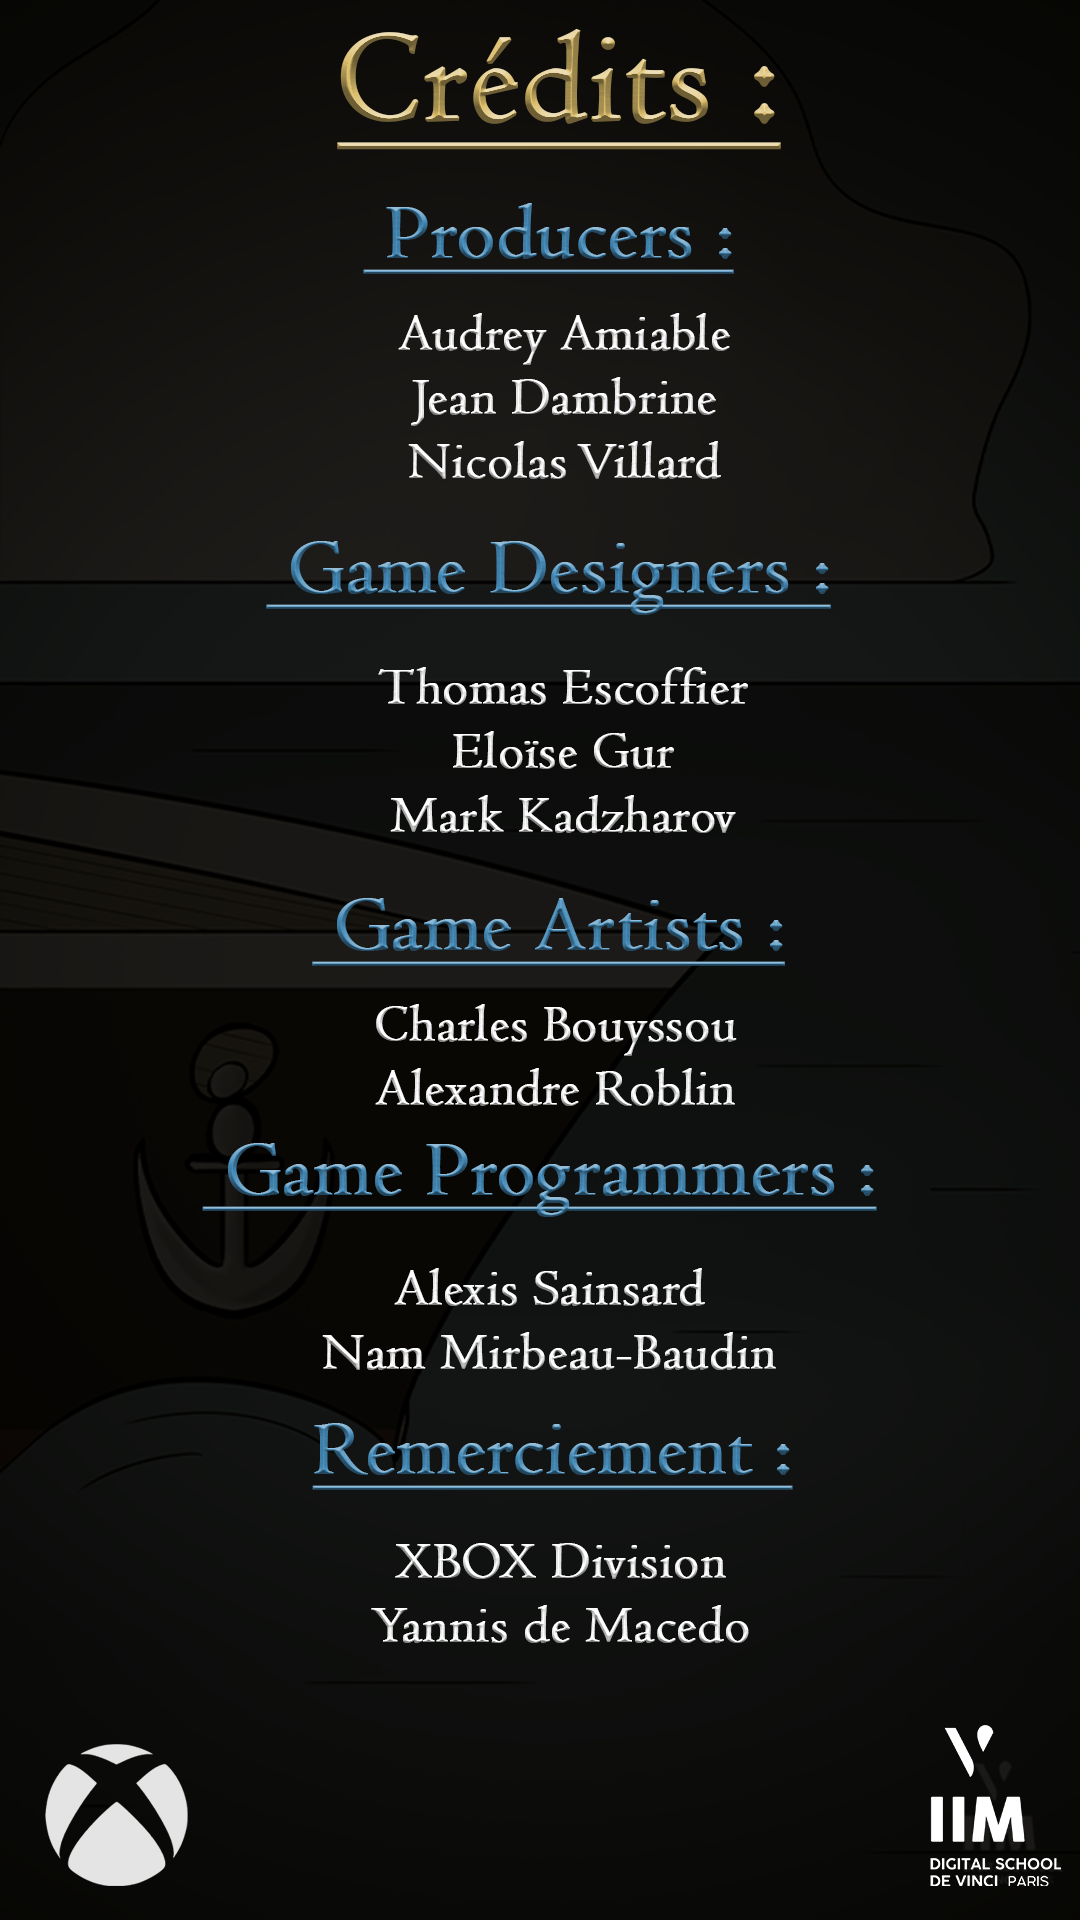 Crédits :
Producers :
Audrey Amiable
Jean Dambrine
Nicolas Villard
Game Designers :
Thomas Escoffier
Eloïse Gur
Mark Kadzharov
Game Artists :
Charles Bouyssou
Alexandre Roblin
Game Programmers :
Alexis Sainsard
Nam Mirbeau-Baudin
Remerciement :
XBOX Division
Yannis de Macedo
IIM
DIGITAL SCHOOL
DE VINCI PARIS